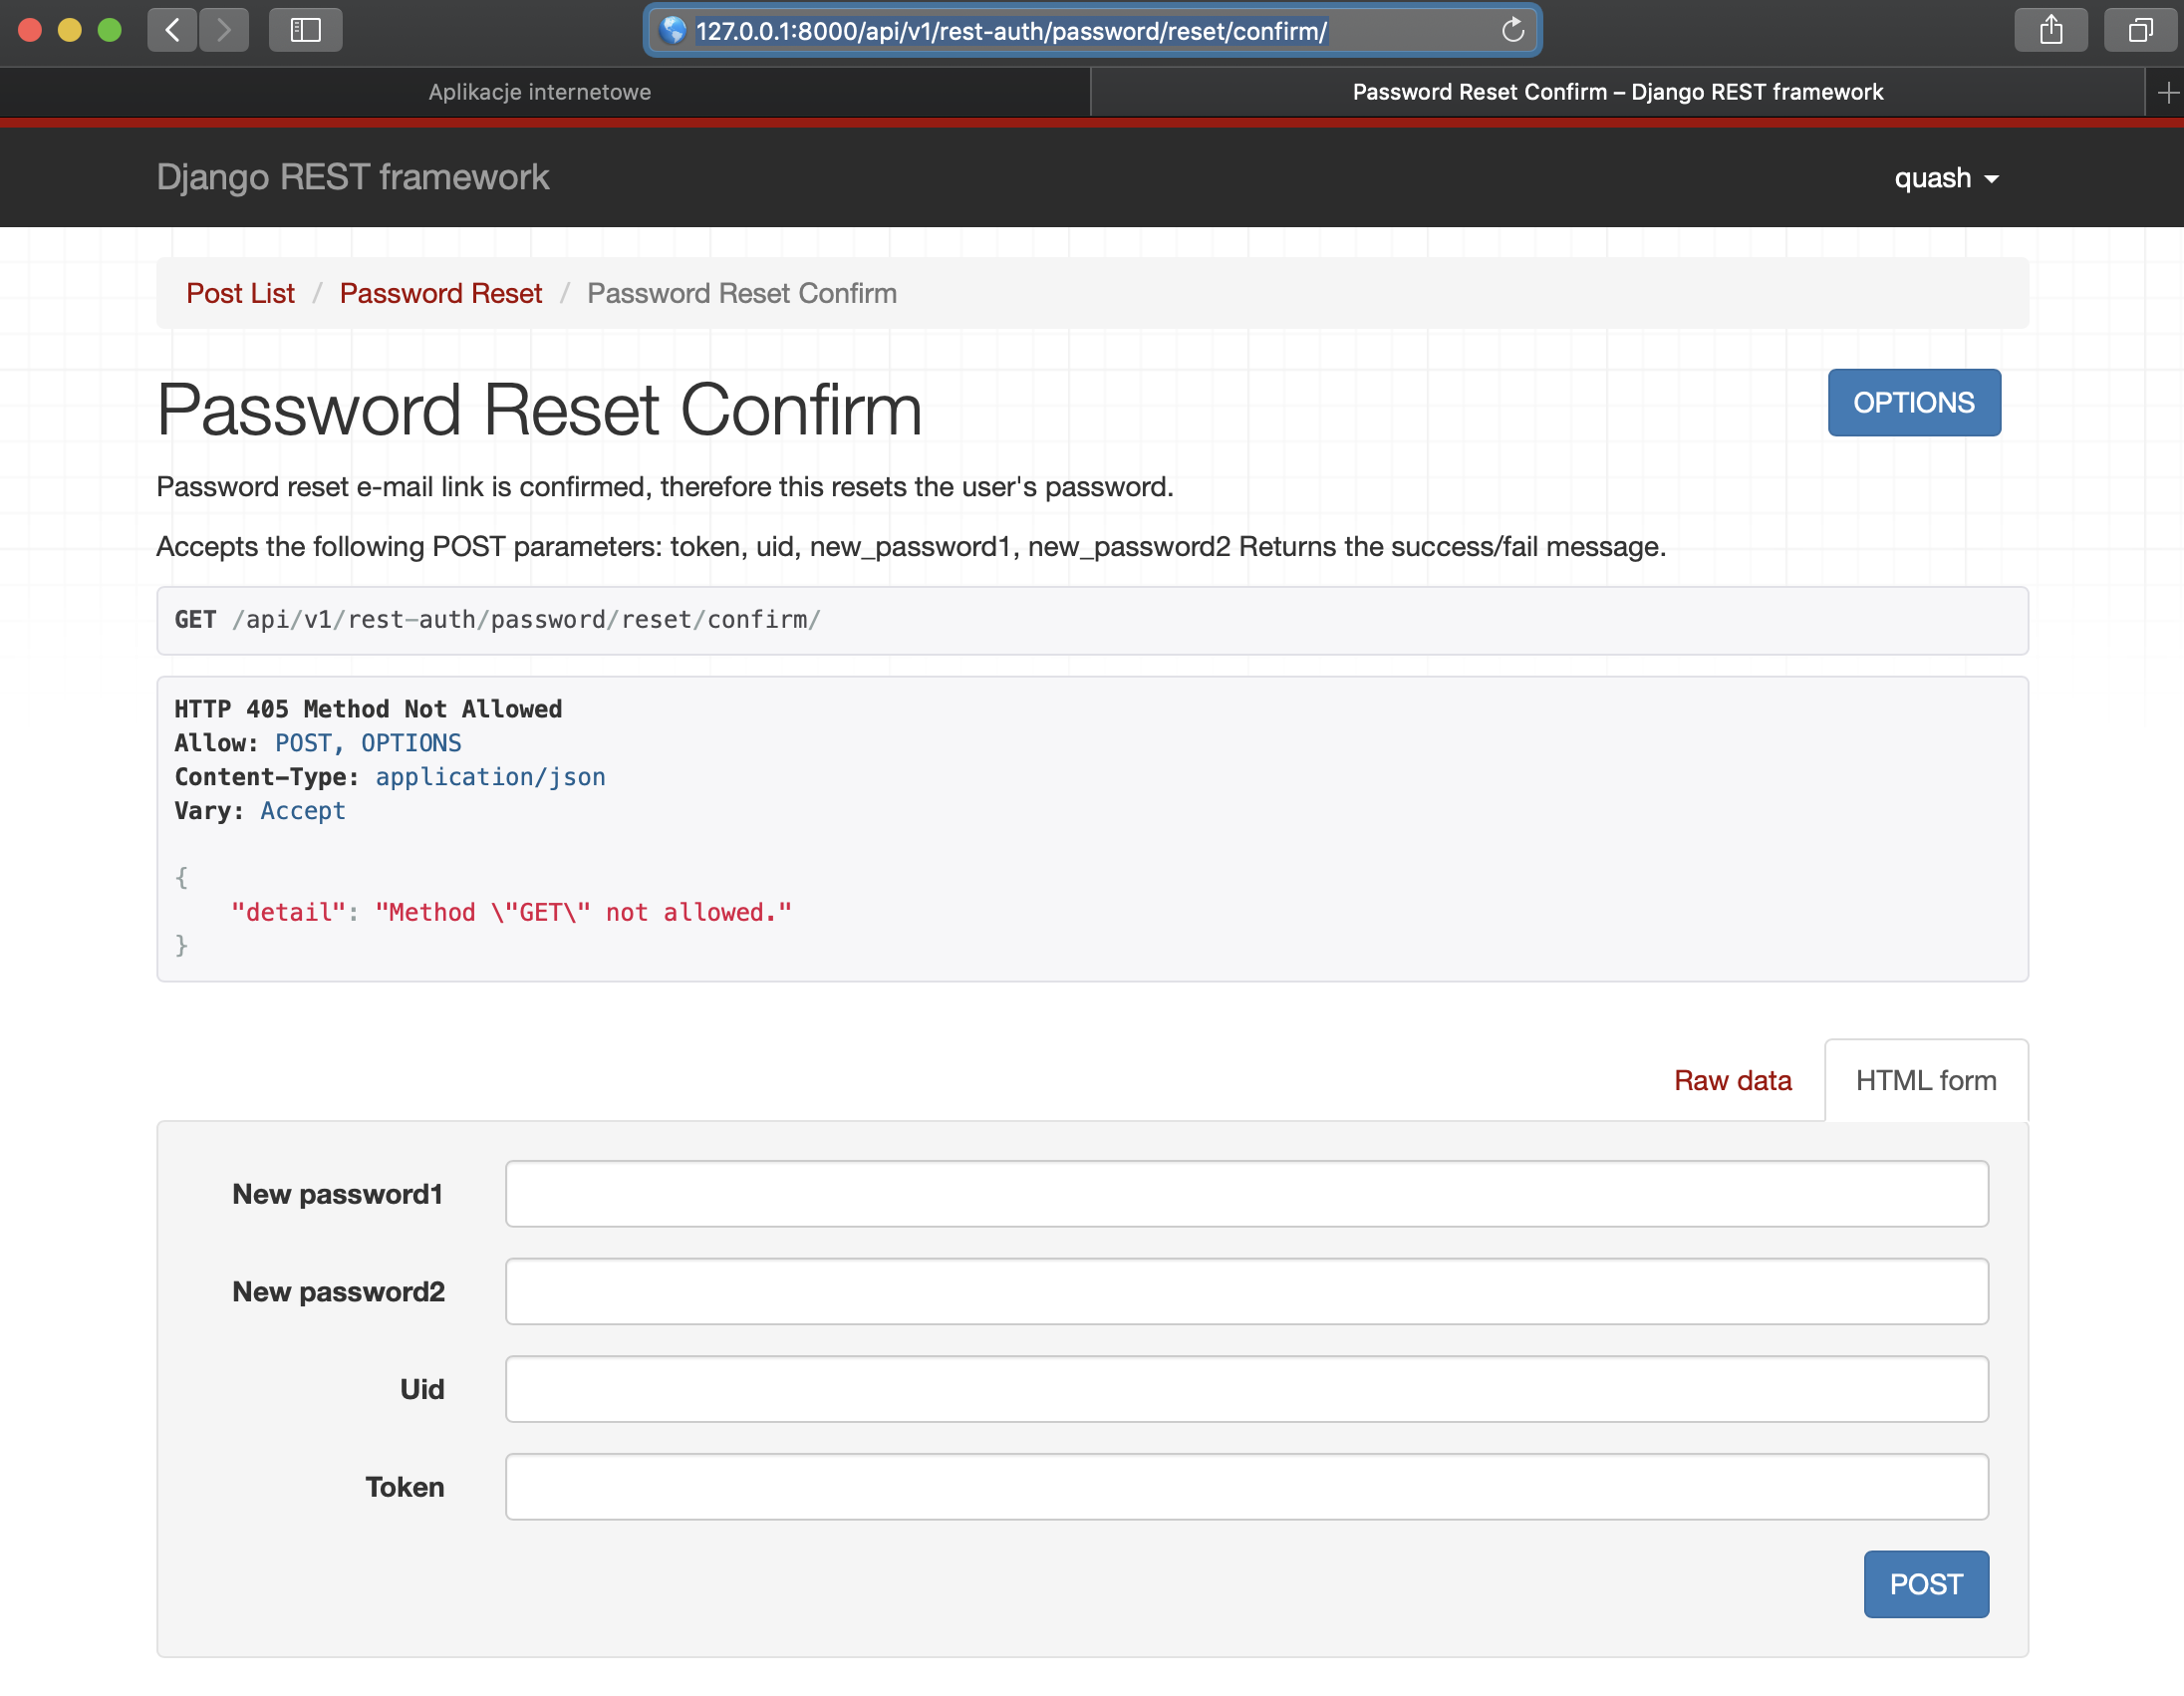 127.0.0.1:8000/api/v1/rest-auth/password/reset/confirm/
Aplikacje internetowe
Password Reset Confirm – Django REST framework
Django REST framework
quash
Post List / Password Reset / Password Reset Confirm
Password Reset Confirm
OPTIONS
Password reset e-mail link is confirmed, therefore this resets the user's password.
Accepts the following POST parameters: token, uid, new_password1, new_password2 Returns the success/fail message.
GET /api/v1/rest-auth/password/reset/confirm/
HTTP 405 Method Not Allowed
Allow: POST, OPTIONS
Content-Type: application/json
Vary: Accept
{
"detail": "Method \"GET\" not allowed."
}
Raw data
HTML form
New password1
New password2
Uid
Token
POST